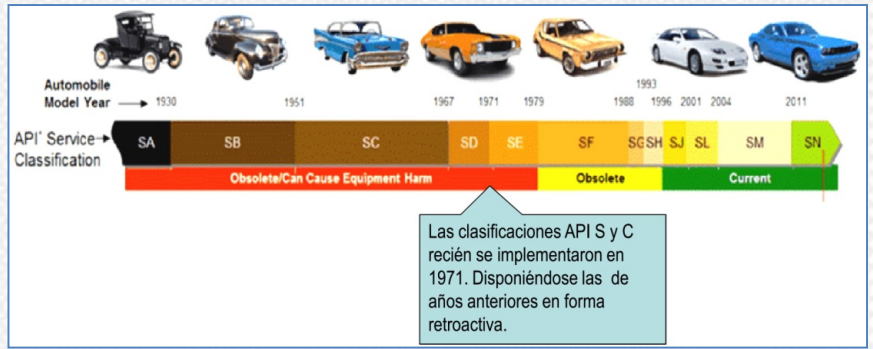 1993
Automobile
Model Year → 1930 1951 1967 1971 1979 1988 1996 2001 2004 2011
API* Service→ SA SB SC SD SE SF SG SH SJ SL SM SN
Classification
Obsolete/Can Cause Equipment Harm Obsolete Current
Las clasificaciones API S y C
recién se implementaron en
1971. Disponiéndose las de
años anteriores en forma
retroactiva.